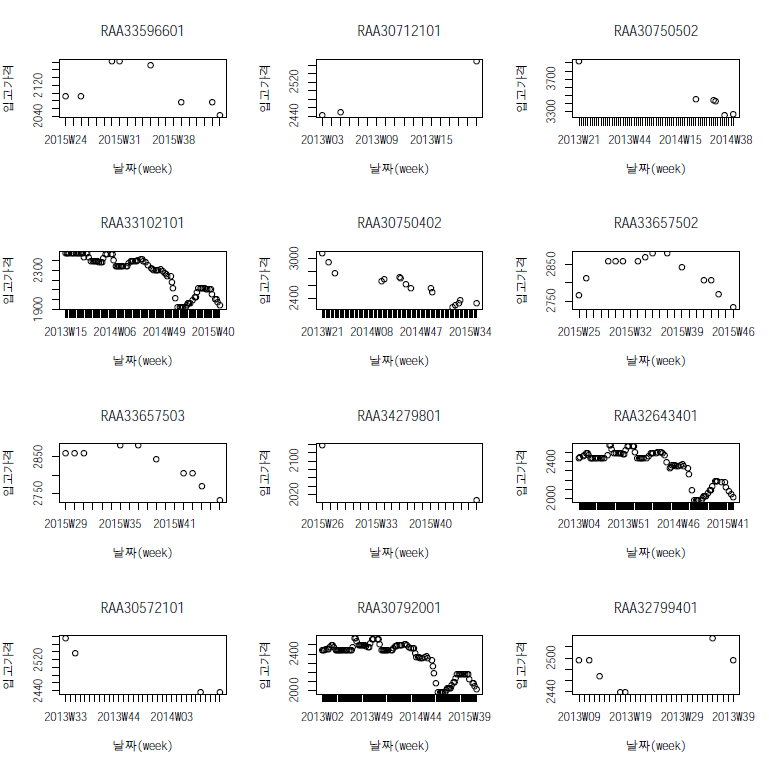 RAA33596601 RAA30712101 RAA30750502
입고가격 2040 2120 입고가격 2440 2520 입고가격 3300 3700
2015W24 2015W31 2015W38 2013W03 2013W09 2013W15 2013W21 2013W44 2014W15 2014W38
날짜(week) 날짜(week) 날짜(week)
RAA33102101 RAA30750402 RAA33657502
입고가격 1900 2300 입고가격 2400 3000 입고가격 2750 2850
2013W15 2014W06 2014W49 2015W40 2013W21 2014W08 2014W47 2015W34 2015W25 2015W32 2015W39 2015W46
날짜(week) 날짜(week) 날짜(week)
RAA33657503 RAA34279801 RAA32643401
입고가격 2750 2850 입고가격 2020 2100 입고가격 2000 2400
2015W29 2015W35 2015W41 2015W26 2015W33 2015W40 2013W04 2013W51 2014W46 2015W41
날짜(week) 날짜(week) 날짜(week)
RAA30572101 RAA30792001 RAA32799401
입고가격 2440 2520 입고가격 2000 2400 입고가격 2440 2500
2013W33 2013W44 2014W03 2013W02 2013W49 2014W44 2015W39 2013W09 2013W19 2013W29 2013W39
날짜(week) 날짜(week) 날짜(week)